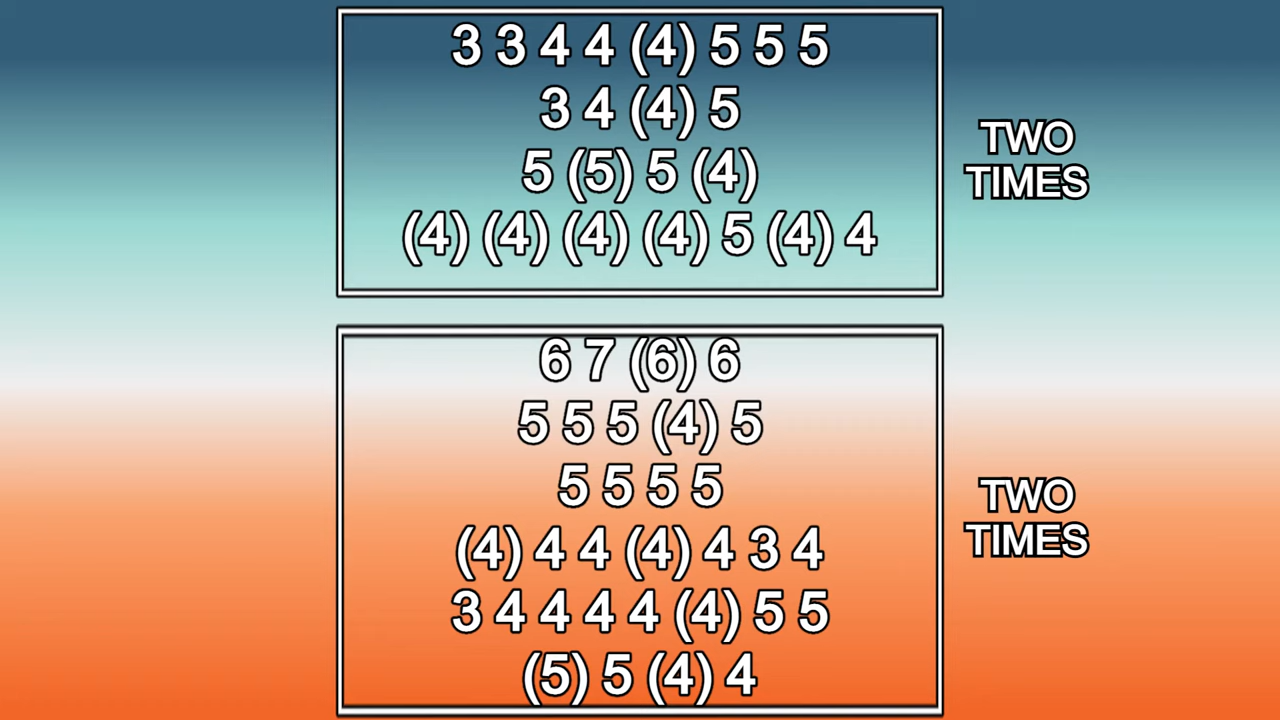 3 3 4 4 (4) 5 5 5
3 4 (4) 5
5 (5) 5 (4)
(4) (4) (4) (4) 5 (4) 4
TWO
TIMES
6 7 (6) 6
5 5 5 (4) 5
5 5 5 5
(4) 4 4 (4) 4 3 4
3 4 4 4 4 (4) 5 5
(5) 5 (4) 4
TWO
TIMES